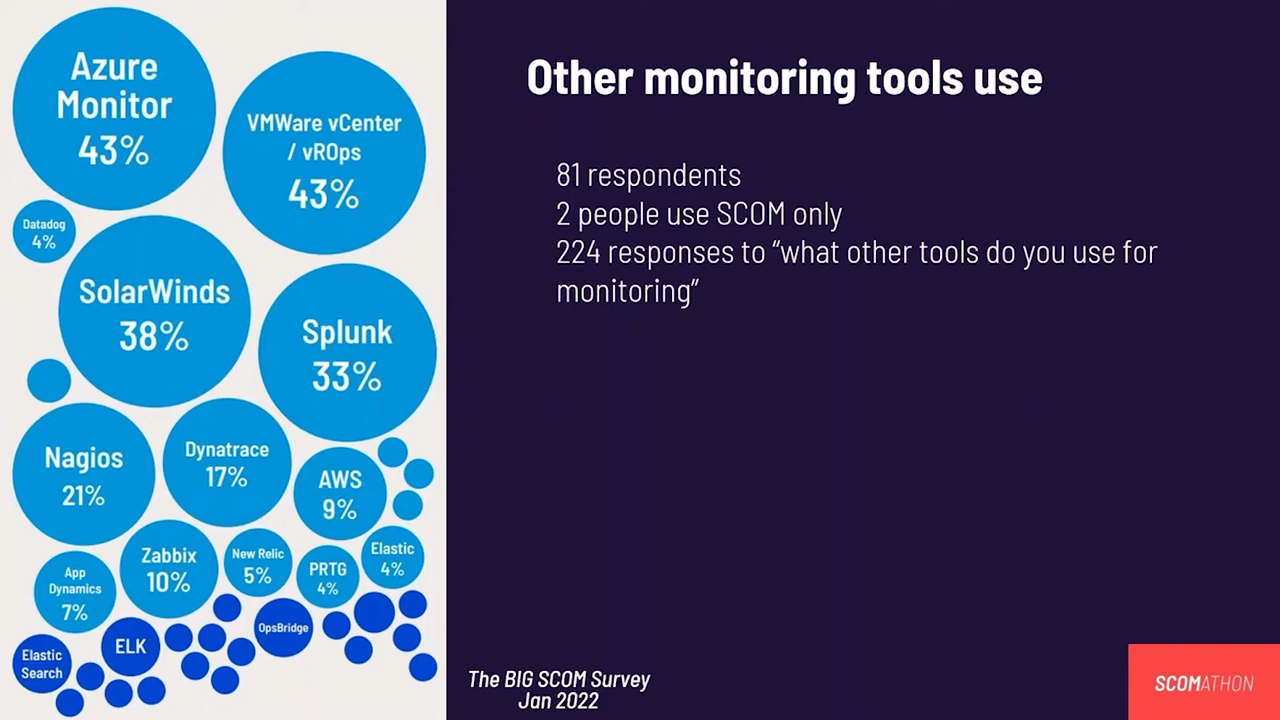 Azure
Monitor
43%
VMWare vCenter
/ vROps
43%
Datadog
4%
SolarWinds
38%
Splunk
33%
Nagios
21%
Dynatrace
17%
AWS
9%
Zabbix
10%
New Relic
5%
PRTG
4%
Elastic
4%
App
Dynamics
7%
OpsBridge
ELK
Elastic
Search
Other monitoring tools use
81 respondents
2 people use SCOM only
224 responses to “what other tools do you use for
monitoring”
The BIG SCOM Survey
Jan 2022
SCOMATHON